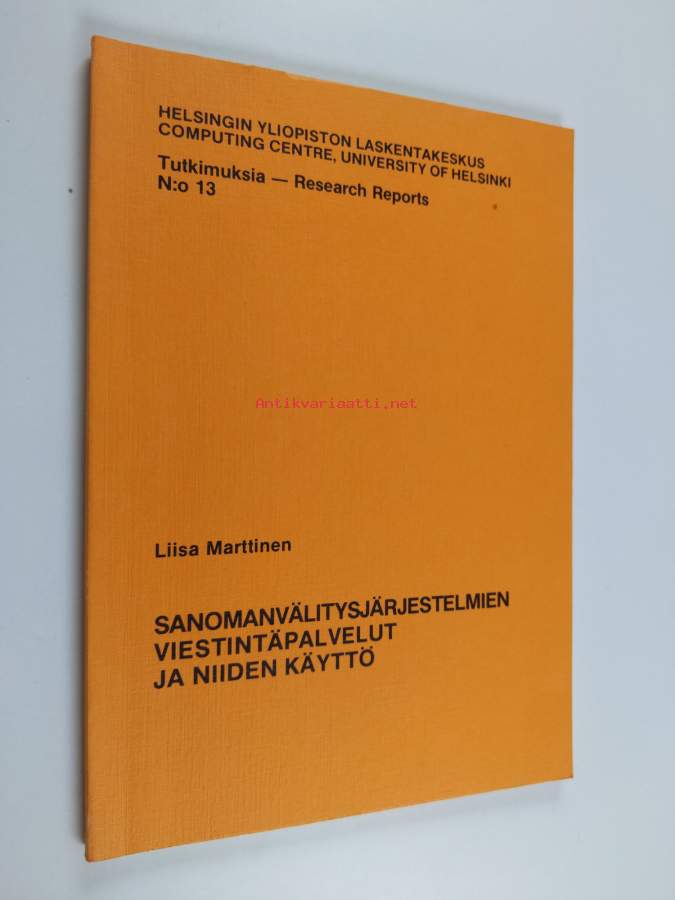 HELSINGIN YLIOPISTON LASKENTAKESKUS
COMPUTING CENTRE, UNIVERSITY OF HELSINKI
Tutkimuksia — Research Reports
N:o 13
Antikvariaatti.net
Liisa Marttinen
SANOMANVÄLITYSJÄRJESTELMIEN
VIESTINTÄPALVELUT
JA NIIDEN KÄYTTÖ